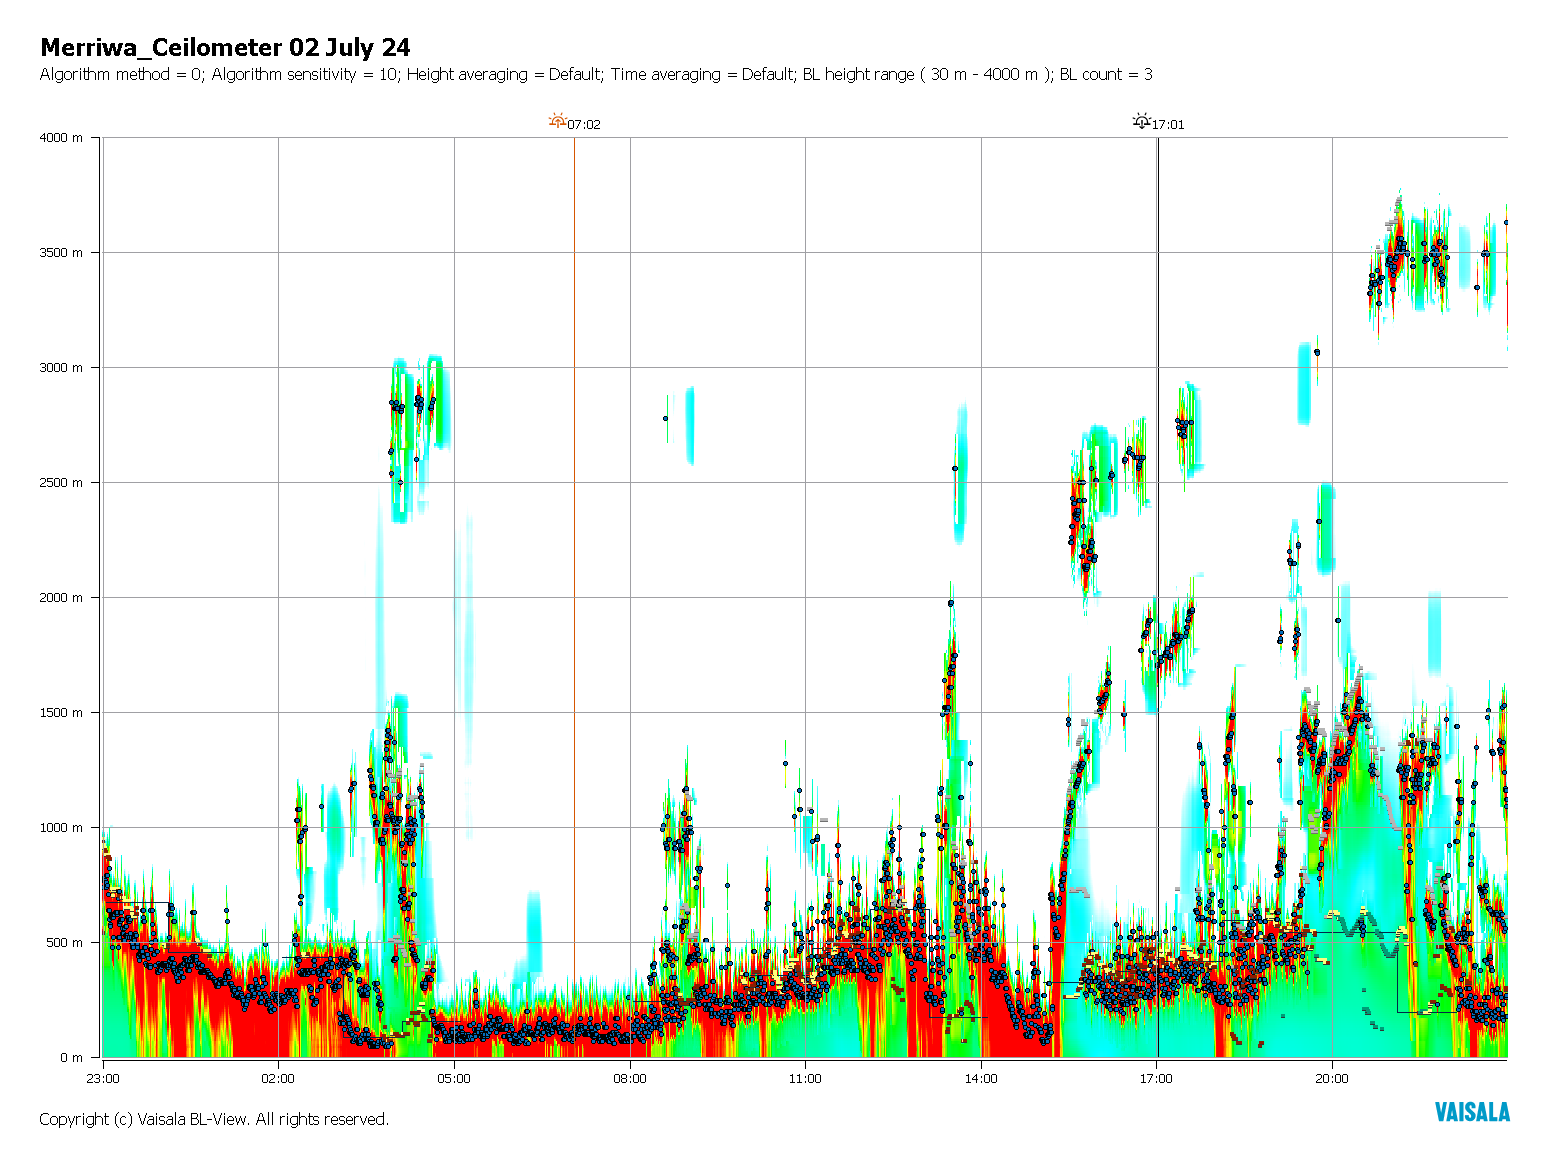 Merriwa_Ceilometer 02 July 24
Algorithm method = 0; Algorithm sensitivity = 10; Height averaging = Default; Time averaging = Default; BL height range ( 30 m - 4000 m ); BL count = 3
07:02 17:01
4000 m
3500 m
3000 m
2500 m
2000 m
1500 m
1000 m
500 m
0 m
23:00 02:00 05:00 08:00 11:00 14:00 17:00 20:00
Copyright (c) Vaisala BL-View. All rights reserved.
VAISALA